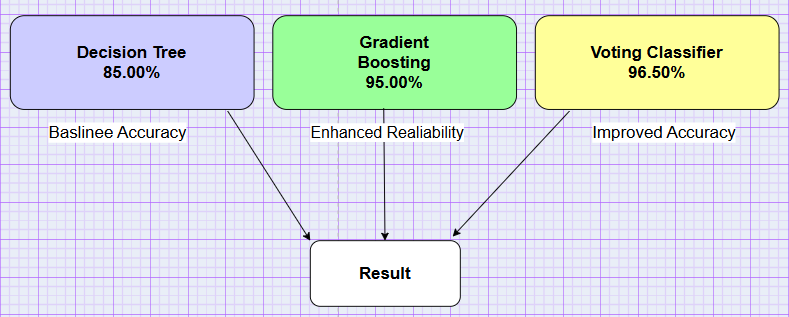 Decision Tree
85.00%
Gradient
Boosting
95.00%
Voting Classifier
96.50%
Baslinee Accuracy
Enhanced Realiability
Improved Accuracy
Result